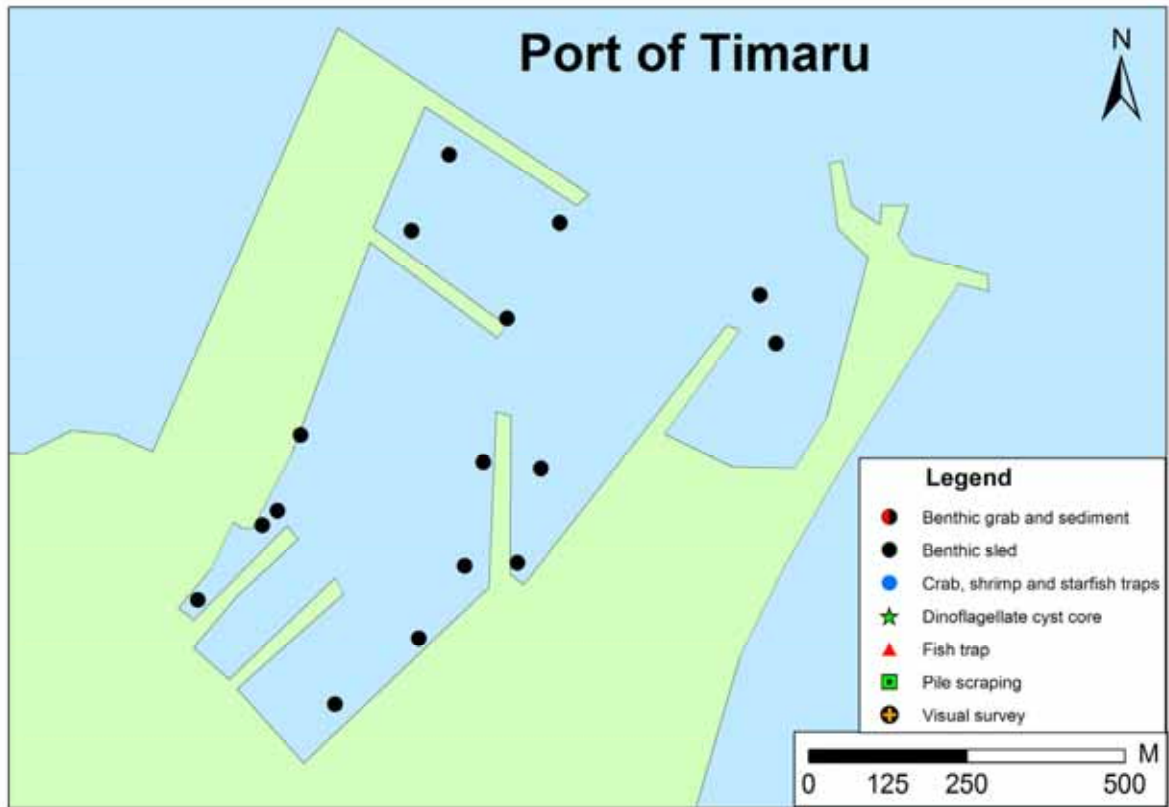 Port of Timaru
N
Legend
Benthic grab and sediment
Benthic sled
Crab, shrimp and starfish traps
Dinoflagellate cyst core
Fish trap
Pile scraping
Visual survey
M
0 125 250 500